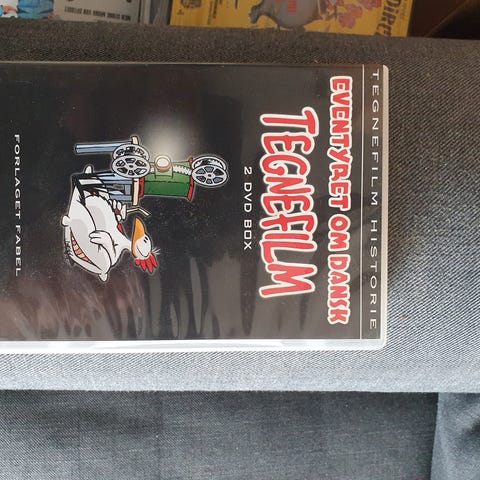 TEGNEFILM HISTORIE
EVENTYRET OM DANSK
TEGNEFILM
2 DVD BOX
FORLAGET FABEL